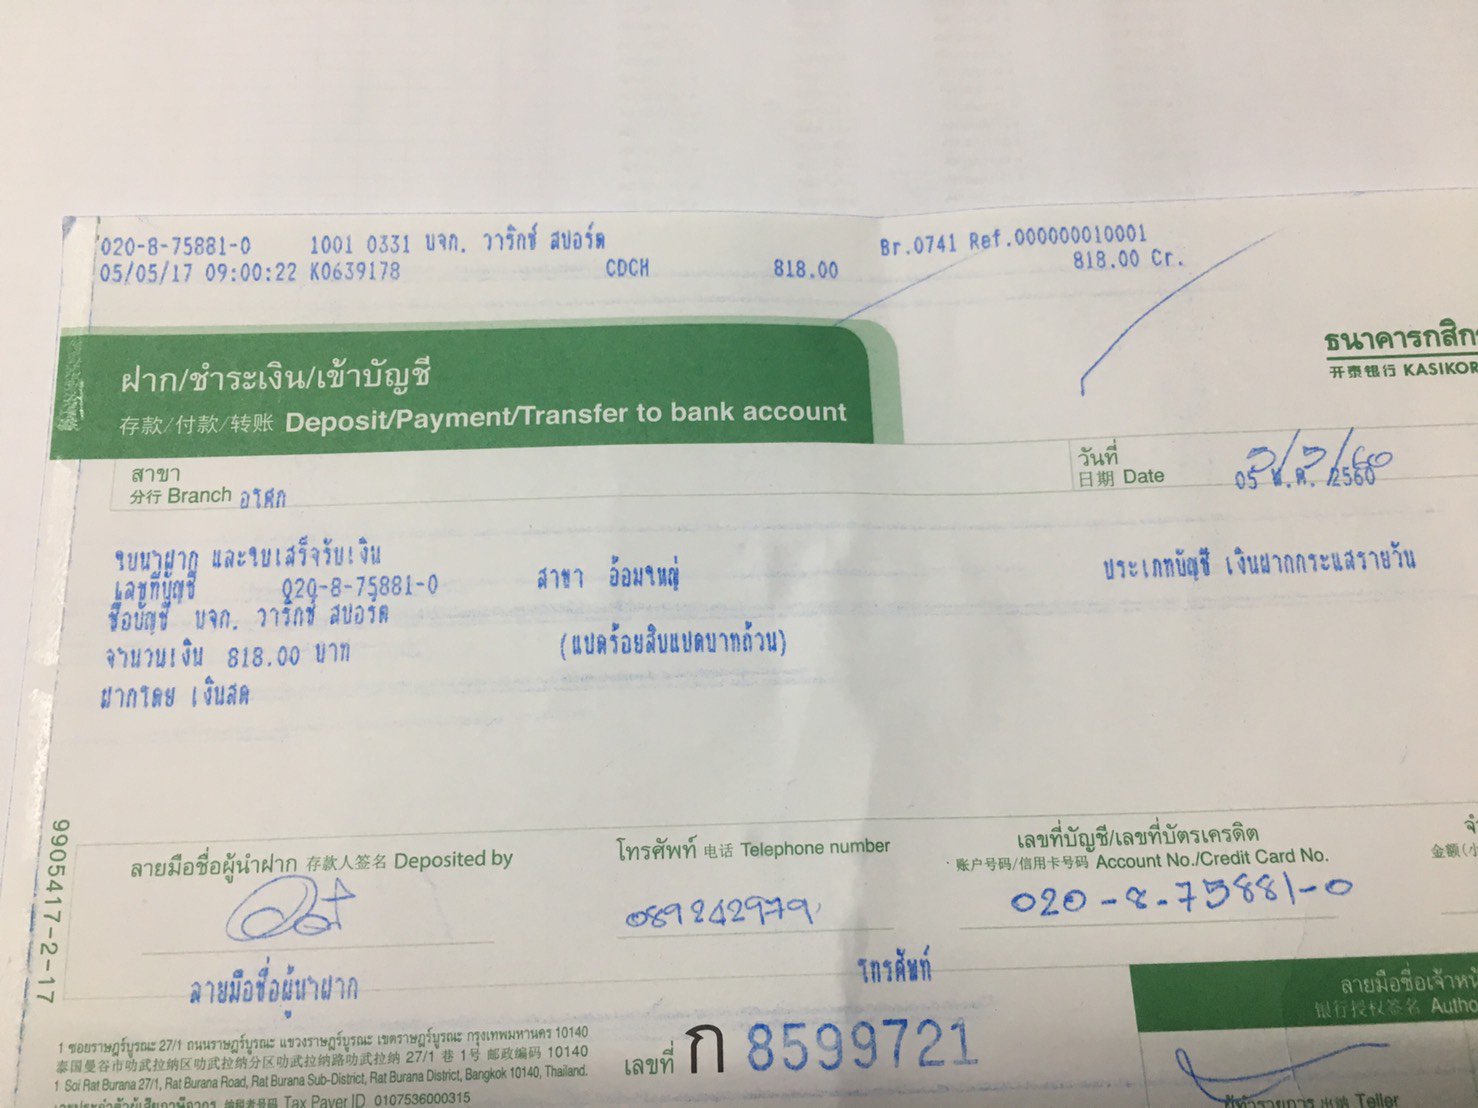 020-8-75881-0 1001 0331 บจก. วาริกซ์ สปอร์ต Br.0741 Ref.000000010001
05/05/17 09:00:22 K0639178 CDCH 818.00 818.00 Cr.
ธนาคารกสิก
开泰银行 KASIKOR
ฝาก/ชำระเงิน/เข้าบัญชี
存款/付款/转账 Deposit/Payment/Transfer to bank account
สาขา
分行 Branch อโศก
วันที่
日期 Date 05 พ.ค. 2560
ใบนำฝาก และใบเสร็จรับเงิน
เลขที่บัญชี 020-8-75881-0 สาขา อ้อมใหญ่ ประเภทบัญชี เงินฝากกระแสรายวัน
ชื่อบัญชี บจก. วาริกซ์ สปอร์ต
จำนวนเงิน 818.00 บาท (แปดร้อยสิบแปดบาทถ้วน)
ฝากโดย เงินสด
ลายมือชื่อผู้นำฝาก 存款人签名 Deposited by
โทรศัพท์ 电话 Telephone number
089242979
เลขที่บัญชี/เลขที่บัตรเครดิต
账户号码/信用卡号码 Account No./Credit Card No.
020-8-75881-0
金额(小
9905417-2-17
ลายมือชื่อผู้นำฝาก
โทรศัพท์
ลายมือชื่อเจ้าหน้
银行授权签名 Autho
1 ซอยราษฎร์บูรณะ 27/1 ถนนราษฎร์บูรณะ แขวงราษฎร์บูรณะ เขตราษฎร์บูรณะ กรุงเทพมหานคร 10140
泰国曼谷市叻武拉纳区叻武拉纳分区叻武拉纳路叻武拉纳 27/1 巷 1号 邮政编码 10140
1 Soi Rat Burana 27/1, Rat Burana Road, Rat Burana Sub-District, Rat Burana District, Bangkok 10140, Thailand.
เลขประจำตัวผู้เสียภาษีอากร 纳税者号码 Tax Payer ID 0107536000315
เลขที่ ก 8599721
ผู้ทำรายการ 出纳 Teller